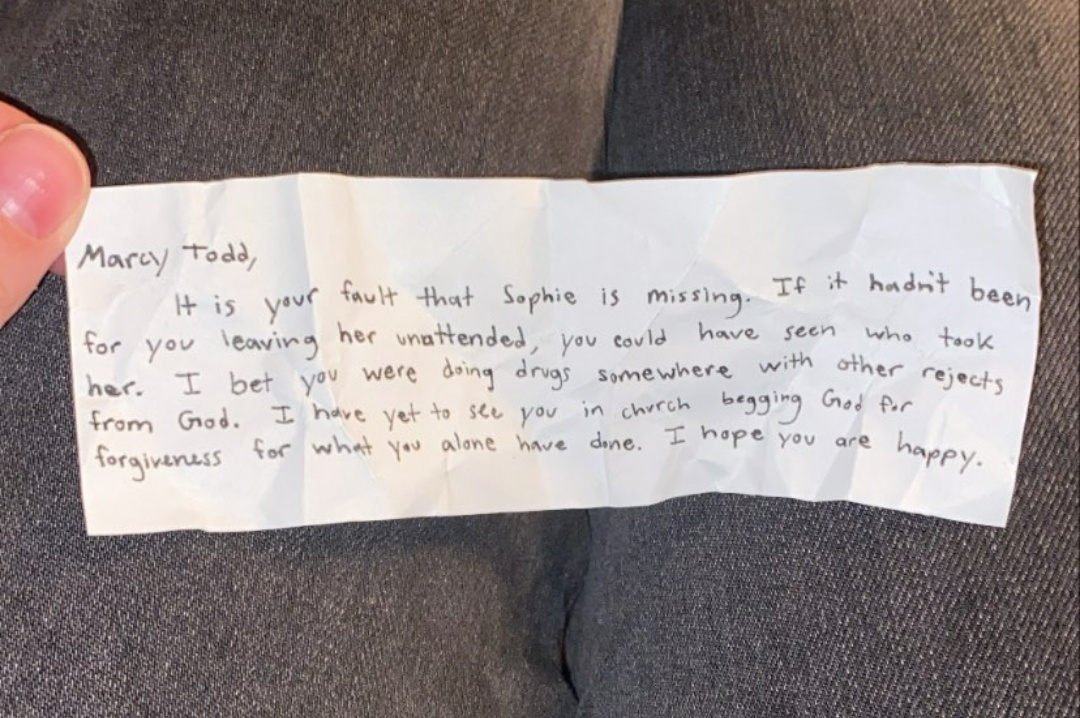 Marcy Todd,
It is your fault that Sophie is missing. If it hadn't been
for you leaving her unattended, you could have seen who took
her. I bet you were doing drugs somewhere with other rejects
from God. I have yet to see you in church begging God for
forgiveness for what you alone have done. I hope you are happy.